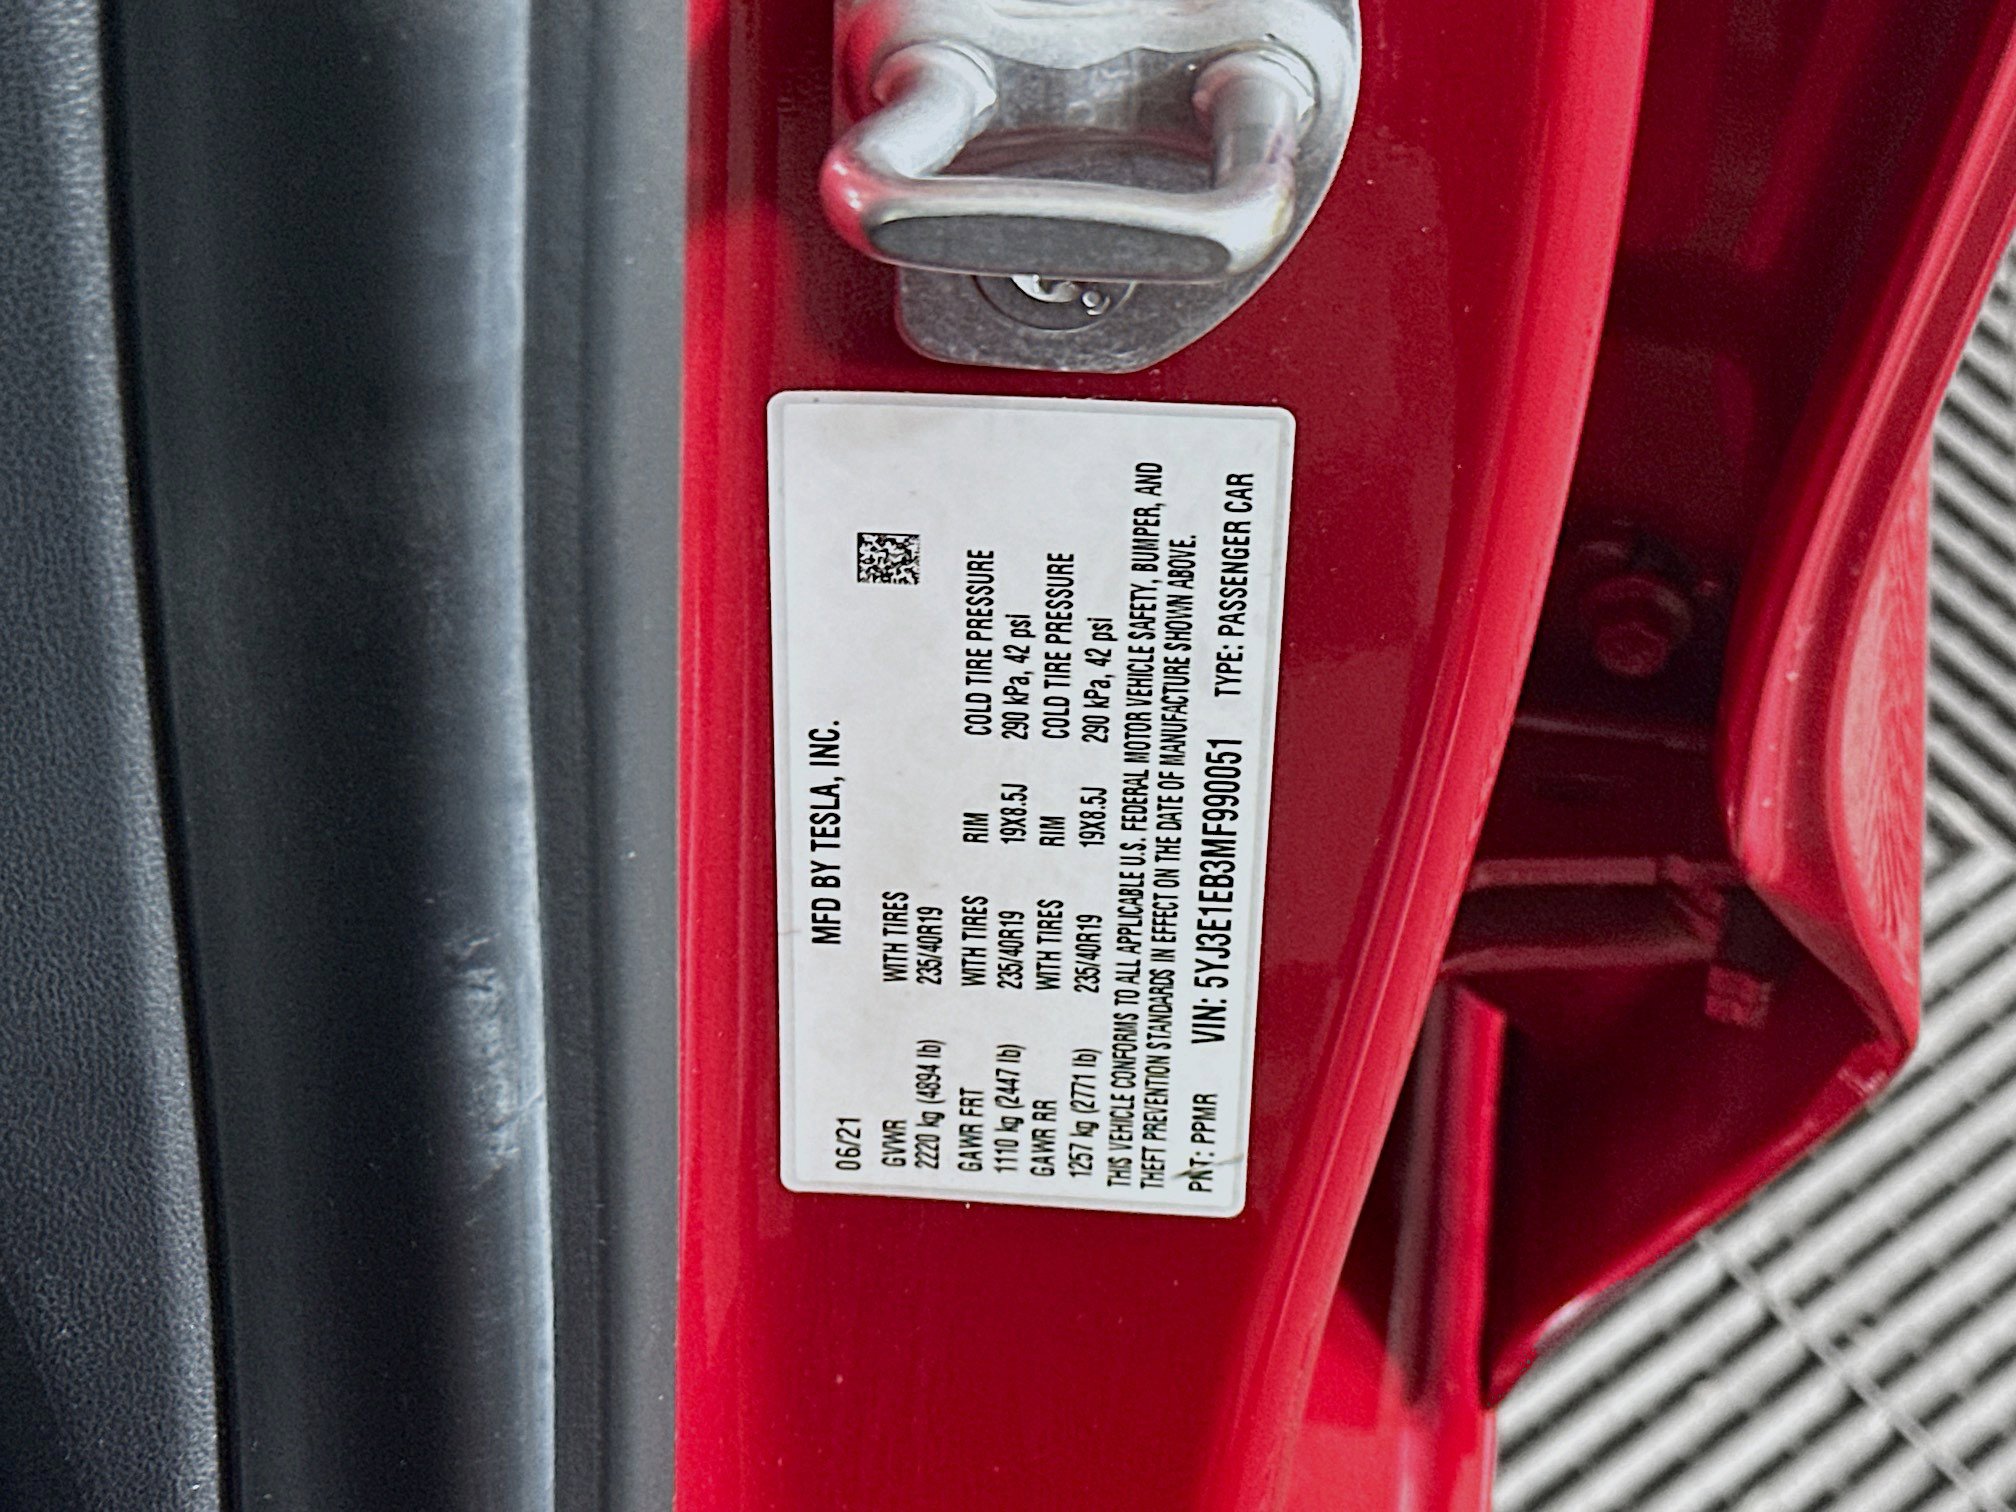 MFD BY TESLA, INC.
06/21
GVWR WITH TIRES
2220 kg (4894 lb) 235/40R19
GAWR FRT WITH TIRES RIM COLD TIRE PRESSURE
1110 kg (2447 lb) 235/40R19 19X8.5J 290 kPa, 42 psi
GAWR RR WITH TIRES RIM COLD TIRE PRESSURE
1257 kg (2771 lb) 235/40R19 19X8.5J 290 kPa, 42 psi
THIS VEHICLE CONFORMS TO ALL APPLICABLE U.S. FEDERAL MOTOR VEHICLE SAFETY, BUMPER, AND
THEFT PREVENTION STANDARDS IN EFFECT ON THE DATE OF MANUFACTURE SHOWN ABOVE.
PNT: PPMR VIN: 5YJ3E1EB3MF990051 TYPE: PASSENGER CAR